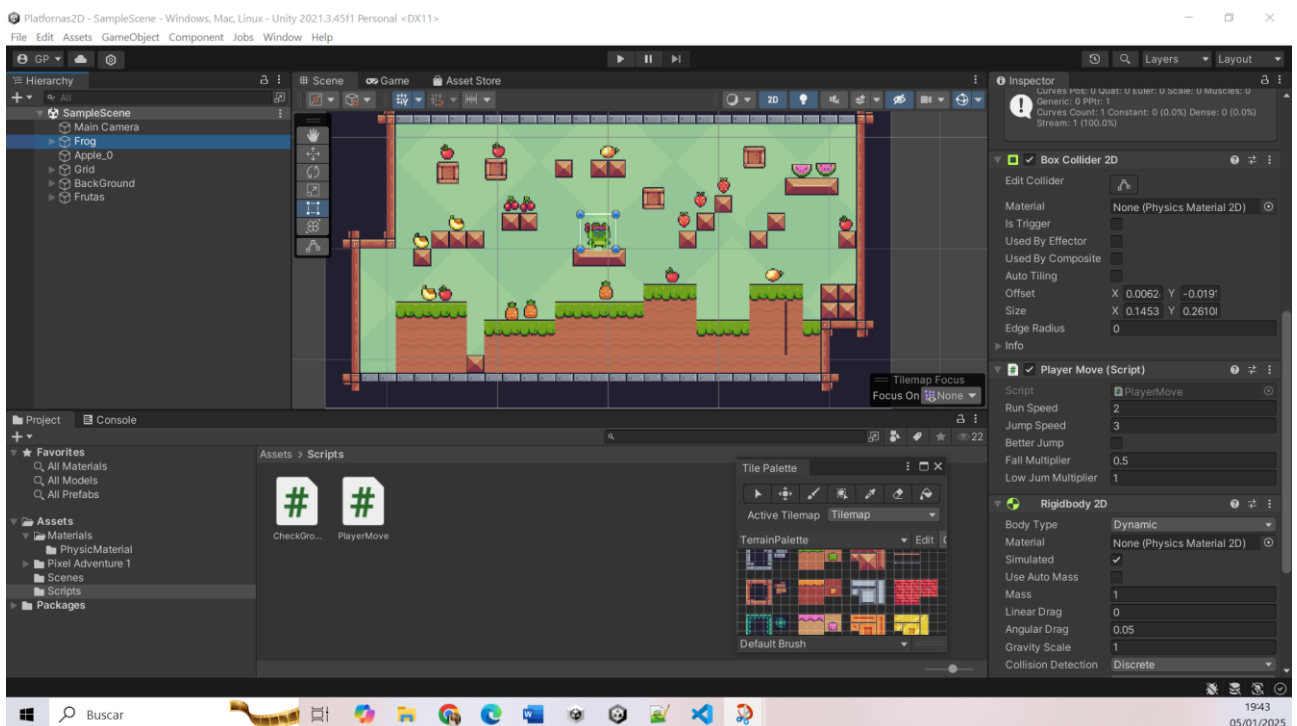 Platfornas2D - SampleScene - Windows, Mac, Linux - Unity 2021.3.45f1 Personal <DX11>
File Edit Assets GameObject Component Jobs Window Help
GP
Layers
Layout
Hierarchy
All
SampleScene
Main Camera
Frog
Apple_0
Grid
BackGround
Frutas
Scene
Game
Asset Store
2D
Tilemap Focus
Focus On None
Inspector
Curves Pos: 0 Quat: 0 Euler: 0 Scale: 0 Muscles: 0
Generic: 0 PPtr: 1
Curves Count: 1 Constant: 0 (0.0%) Dense: 0 (0.0%)
Stream: 1 (100.0%)
Box Collider 2D
Edit Collider
Material None (Physics Material 2D)
Is Trigger
Used By Effector
Used By Composite
Auto Tiling
Offset X 0.0062 Y -0.019
Size X 0.1453 Y 0.2610
Edge Radius 0
Info
Player Move (Script)
Script PlayerMove
Run Speed 2
Jump Speed 3
Better Jump
Fall Multiplier 0.5
Low Jum Multiplier 1
Rigidbody 2D
Body Type Dynamic
Material None (Physics Material 2D)
Simulated
Use Auto Mass
Mass 1
Linear Drag 0
Angular Drag 0.05
Gravity Scale 1
Collision Detection Discrete
Project
Console
22
Favorites
All Materials
All Models
All Prefabs
Assets
Materials
PhysicMaterial
Pixel Adventure 1
Scenes
Scripts
Packages
Assets > Scripts
CheckGro...
PlayerMove
Tile Palette
Active Tilemap Tilemap
TerrainPalette Edit
Default Brush
Buscar
19:43
05/01/2025